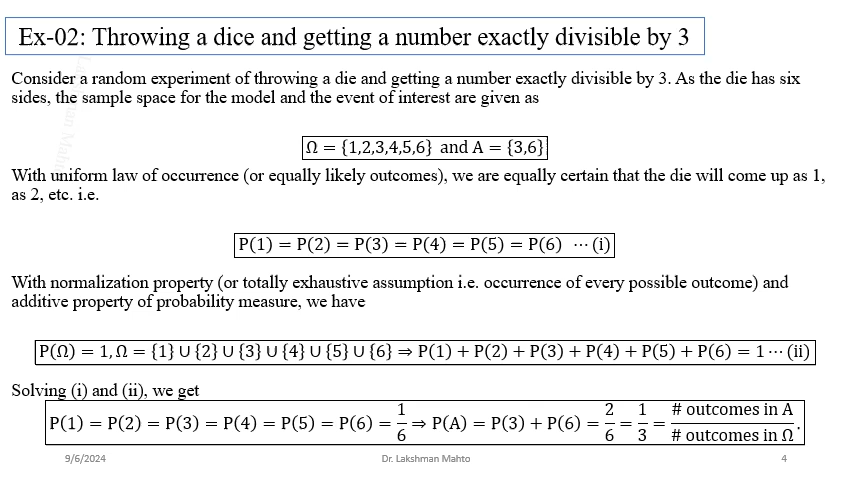 Ex-02: Throwing a dice and getting a number exactly divisible by 3
Consider a random experiment of throwing a die and getting a number exactly divisible by 3. As the die has six
sides, the sample space for the model and the event of interest are given as
Ω = {1,2,3,4,5,6} and A = {3,6}
With uniform law of occurrence (or equally likely outcomes), we are equally certain that the die will come up as 1,
as 2, etc. i.e.
P(1) = P(2) = P(3) = P(4) = P(5) = P(6) ⋯ (i)
With normalization property (or totally exhaustive assumption i.e. occurrence of every possible outcome) and
additive property of probability measure, we have
P(Ω) = 1, Ω = {1} ∪ {2} ∪ {3} ∪ {4} ∪ {5} ∪ {6} ⇒ P(1) + P(2) + P(3) + P(4) + P(5) + P(6) = 1 ⋯ (ii)
Solving (i) and (ii), we get
P(1) = P(2) = P(3) = P(4) = P(5) = P(6) = 1/6 ⇒ P(A) = P(3) + P(6) = 2/6 = 1/3 = # outcomes in A / # outcomes in Ω.
9/6/2024 Dr. Lakshman Mahto 4